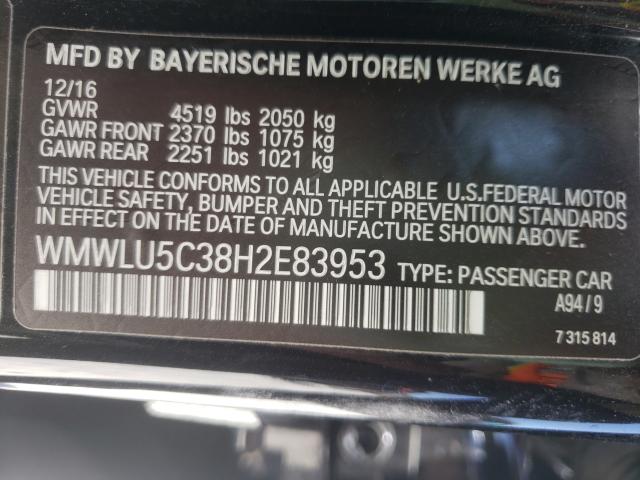 MFD BY BAYERISCHE MOTOREN WERKE AG
12/16
GVWR 4519 lbs 2050 kg
GAWR FRONT 2370 lbs 1075 kg
GAWR REAR 2251 lbs 1021 kg
THIS VEHICLE CONFORMS TO ALL APPLICABLE U.S.FEDERAL MOTOR
VEHICLE SAFETY, BUMPER AND THEFT PREVENTION STANDARDS
IN EFFECT ON THE DATE OF MANUFACTURE SHOWN ABOVE.
WMWLU5C38H2E83953 TYPE: PASSENGER CAR
A94/9
7 315 814